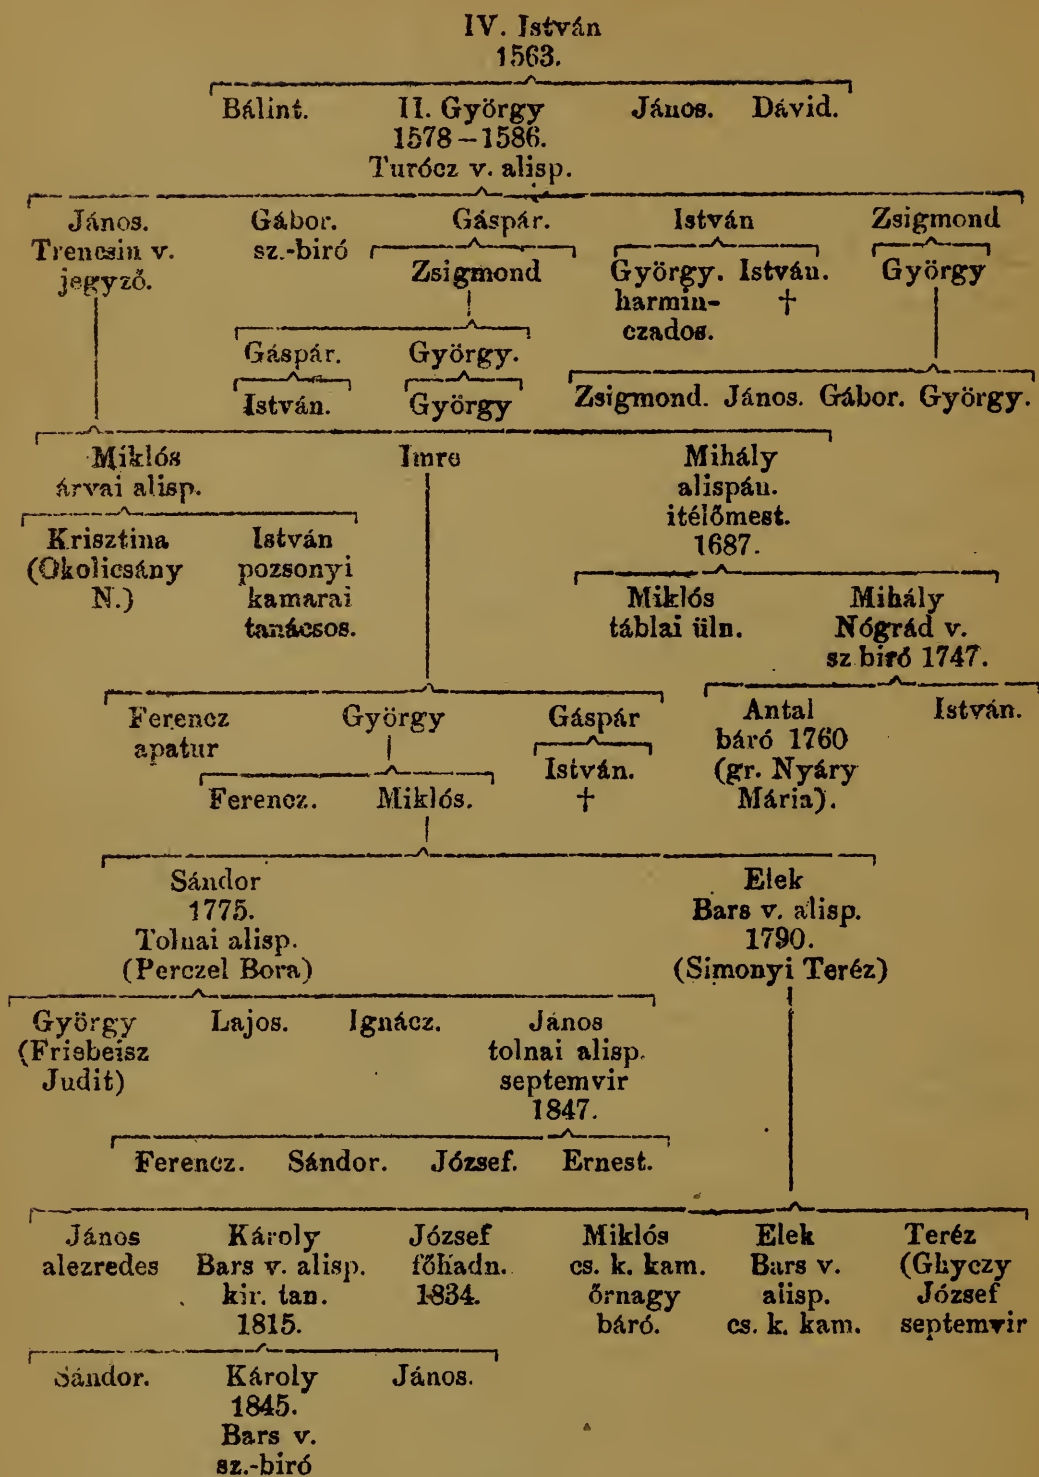 IV. István
1563.
Bálint. II. György János. Dávid.
1578–1586.
Turócz v. alisp.
János. Gábor. Gáspár. István Zsigmond
Trencsin v. sz.-biró
jegyző.
Zsigmond György. István. György
harmin- †
czados.
Gáspár. György.
István. György Zsigmond. János. Gábor. György.
Miklós Imre Mihály
árvai alisp. alispán.
itélőmest.
1687.
Krisztina István
(Okolicsány pozsonyi
N.) kamarai
tanácsos.
Miklós Mihály
táblai üln. Nógrád v.
sz biró 1747.
Ferencz György Gáspár Antal István.
apatur báró 1760
István. (gr. Nyáry
† Mária).
Ferencz. Miklós.
Sándor Elek
1775. Bars v. alisp.
Tolnai alisp. 1790.
(Perczel Bora) (Simonyi Teréz)
György Lajos. Ignácz. János
(Friebeisz tolnai alisp.
Judit) septemvir
1847.
Ferencz. Sándor. József. Ernest.
János Károly József Miklós Elek Teréz
alezredes Bars v. alisp. főhadn. cs. k. kam. Bars v. (Ghyczy
kir. tan. 1834. őrnagy alisp. József
1815. báró. cs. k. kam. septemvir
Sándor. Károly János.
1845.
Bars v.
sz.-biró